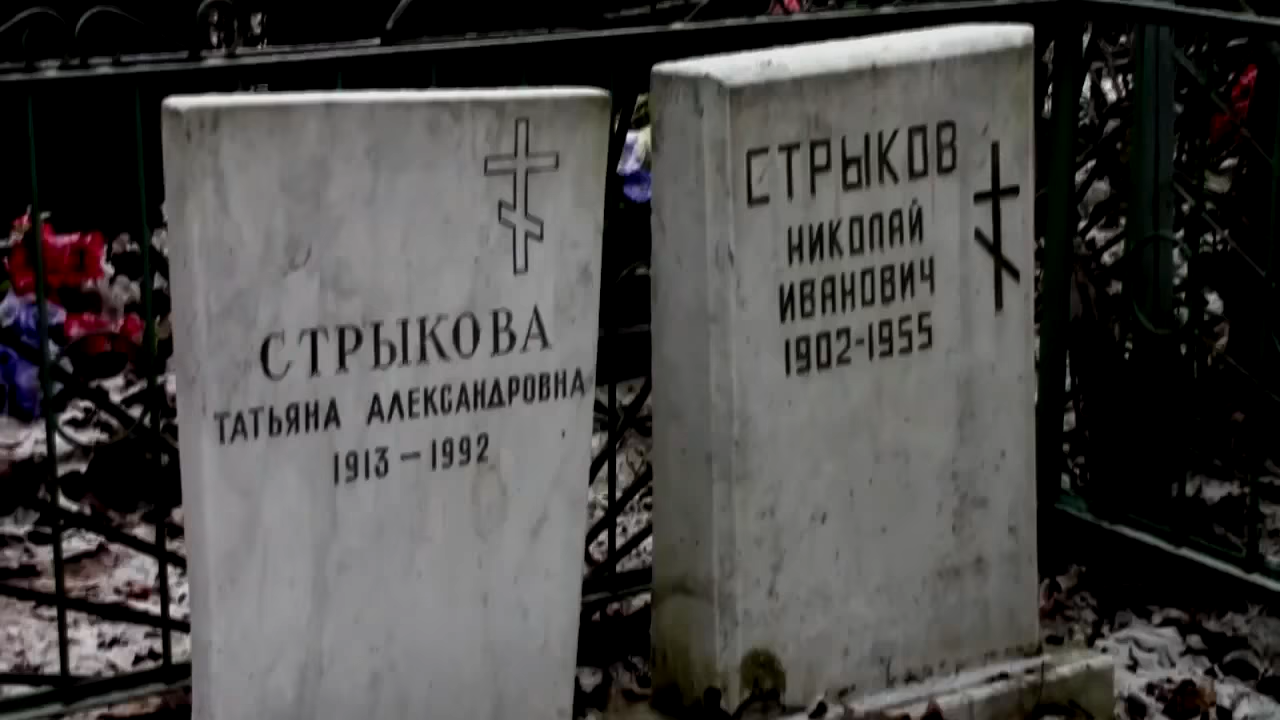 СТРЫКОВА
ТАТЬЯНА АЛЕКСАНДРОВНА
1913 – 1992
СТРЫКОВ
НИКОЛАЙ
ИВАНОВИЧ
1902-1955